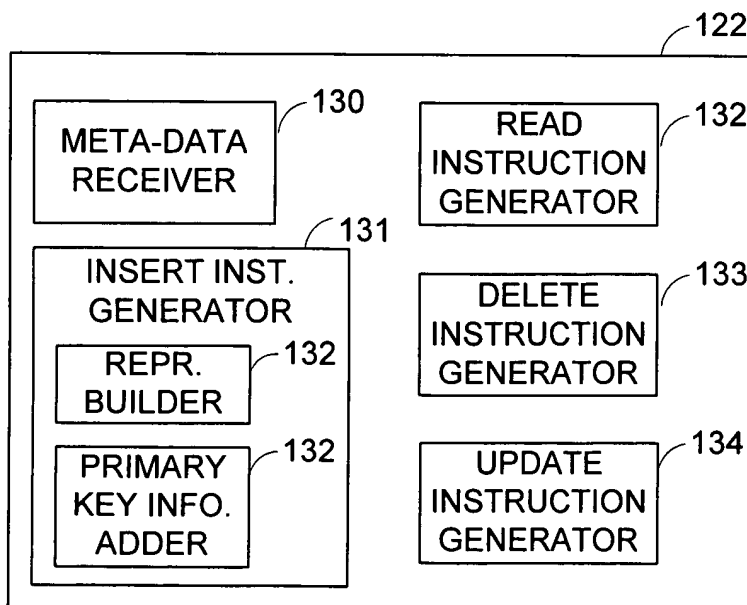 122
META-DATA
RECEIVER
130
131
INSERT INST.
GENERATOR
REPR.
BUILDER
132
PRIMARY
KEY INFO.
ADDER
132
READ
INSTRUCTION
GENERATOR
132
DELETE
INSTRUCTION
GENERATOR
133
UPDATE
INSTRUCTION
GENERATOR
134